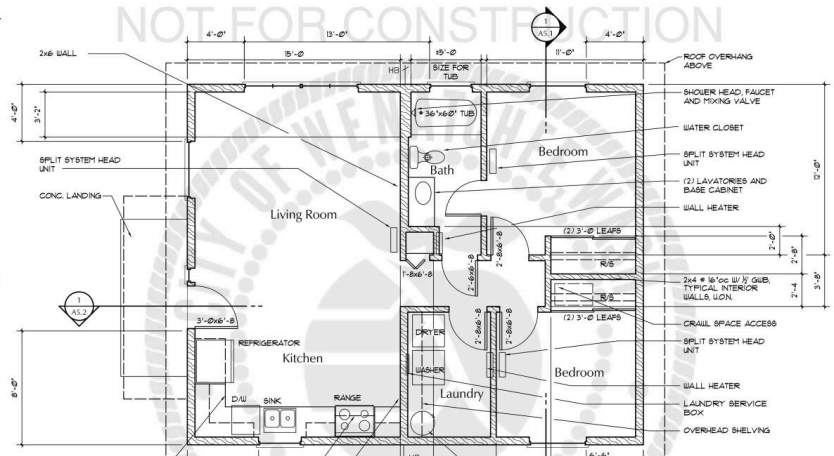 NOT FOR CONSTRUCTION
1
A5.1
4'-0"
13'-0"
4'-0"
2x6 WALL
15'-0"
HB
±5'-0"
SIZE FOR
TUB
11'-0"
ROOF OVERHANG
ABOVE
4'-0"
3'-2"
* 36"x60" TUB
SHOWER HEAD, FAUCET
AND MIXING VALVE
WATER CLOSET
SPLIT SYSTEM HEAD
UNIT
Bath
Bedroom
SPLIT SYSTEM HEAD
UNIT
12'-0"
CONC. LANDING
(2) LAVATORIES AND
BASE CABINET
Living Room
WALL HEATER
(2) 3'-0 LEAFS
2'-0"
2'-8"
1'-8x6'-8
2'-6x6'-8
2'-8x6'-8
R/S
2x4 @ 16"oc W/ ½" GWB,
TYPICAL INTERIOR
WALLS, U.O.N.
2'-4
3'-8"
R/S
1
A5.2
3'-0x6'-8
(2) 3'-0 LEAFS
CRAWL SPACE ACCESS
REFRIGERATOR
DRYER
2'-8x6'-8
2'-8x6'-8
SPLIT SYSTEM HEAD
UNIT
Kitchen
WASHER
Bedroom
WALL HEATER
8'-0"
Laundry
LAUNDRY SERVICE
BOX
D/W
SINK
RANGE
OVERHEAD SHELVING
HB
6'-6"